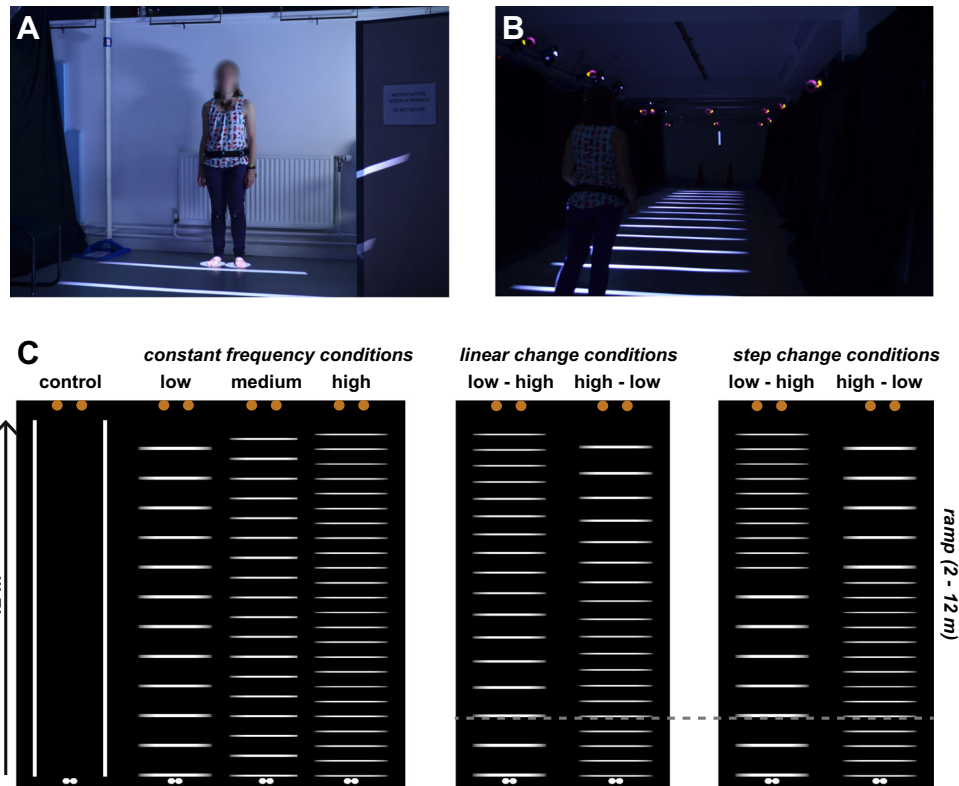 A
B
C
constant frequency conditions
linear change conditions
step change conditions
control
low
medium
high
low - high
high - low
low - high
high - low
ramp (2 - 12 m)